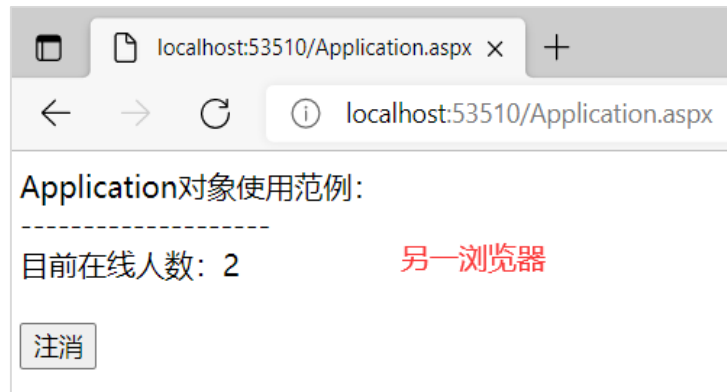 localhost:53510/Application.aspx
localhost:53510/Application.aspx
Application对象使用范例：
--------------------
目前在线人数：2
另一浏览器
注消